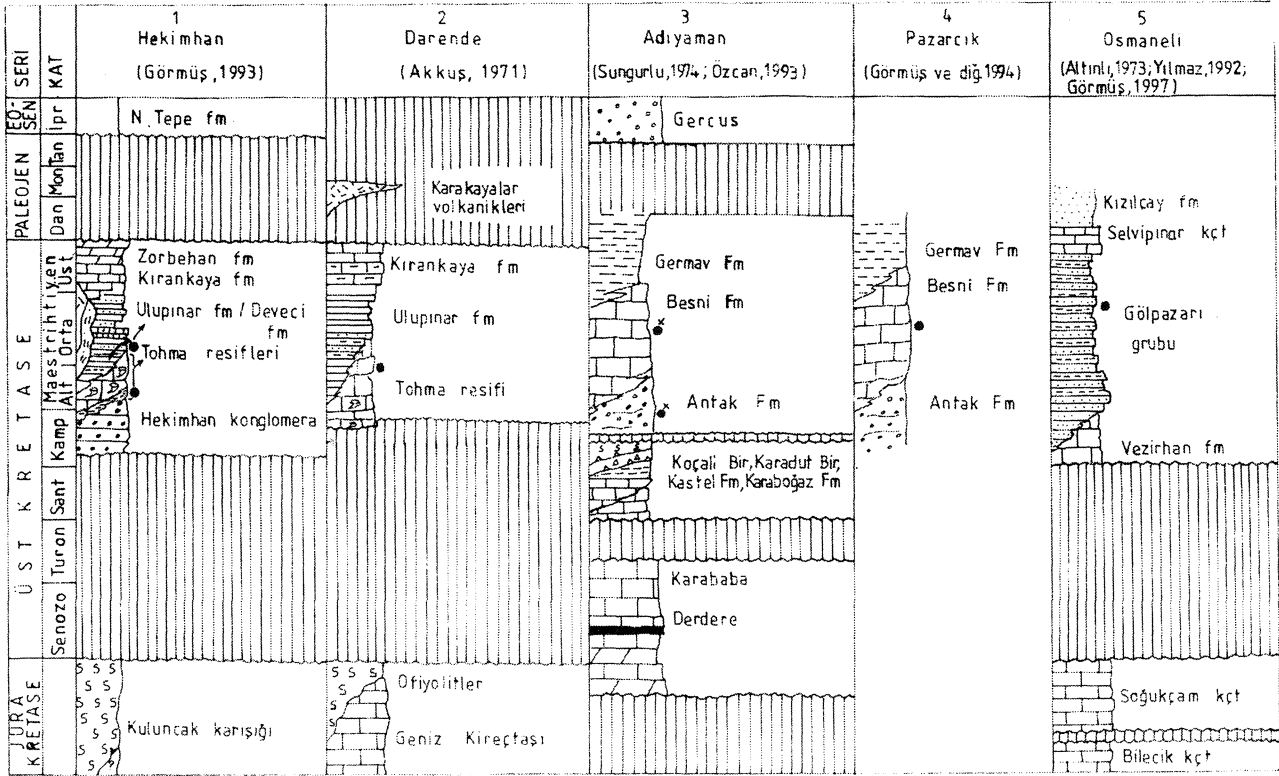 SERİ
KAT
1
Hekimhan
(Görmüş, 1993)
2
Darende
(Akkuş, 1971)
3
Adıyaman
(Sungurlu, 1974; Özcan, 1993)
4
Pazarcık
(Görmüş ve diğ. 1994)
5
Osmaneli
(Altınlı, 1973; Yılmaz, 1992;
Görmüş, 1997)
EO-
SEN
İpr
PALEOJEN
Tan
Mon
Dan
ÜST KRETASE
Maestrihtiyen
Üst
Orta
Alt
Kamp
Sant
Turon
Senozo
JURA
KRETASE
N. Tepe fm
Zorbehan fm
Kırankaya fm
Ulupınar fm / Deveci
fm
Tohma resifleri
Hekimhan konglomera
Kuluncak karışığı
Karakayalar
volkanikleri
Kırankaya fm
Ulupınar fm
Tohma resifi
Ofiyolitler
Geniz Kireçtaşı
Gercus
Germav Fm
Besni Fm
Antak Fm
Koçali Bir, Karadut Bir,
Kastel Fm, Karaboğaz Fm
Karababa
Derdere
Germav Fm
Besni Fm
Antak Fm
Kızılçay fm
Selvipınar kçt
Gölpazarı
grubu
Vezirhan fm
Soğukçam kçt
Bilecik kçt